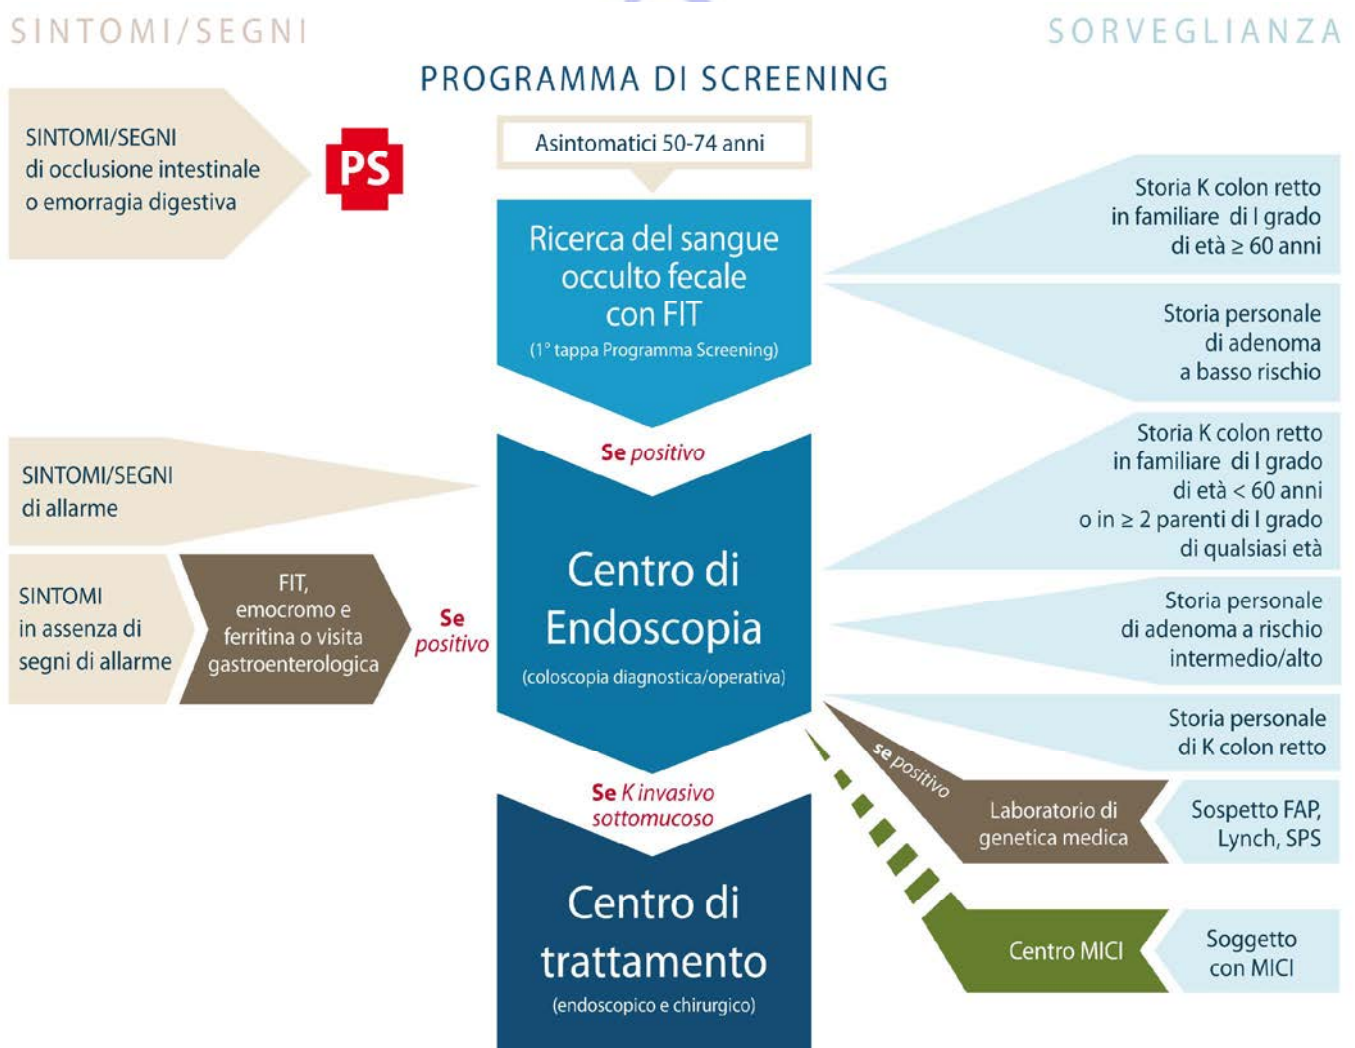 SINTOMI/SEGNI
SORVEGLIANZA
PROGRAMMA DI SCREENING
SINTOMI/SEGNI
di occlusione intestinale
o emorragia digestiva
PS
Asintomatici 50-74 anni
Ricerca del sangue
occulto fecale
con FIT
(1° tappa Programma Screening)
Storia K colon retto
in familiare di I grado
di età ≥ 60 anni
Storia personale
di adenoma
a basso rischio
Se positivo
SINTOMI/SEGNI
di allarme
SINTOMI
in assenza di
segni di allarme
FIT,
emocromo e
ferritina o visita
gastroenterologica
Se
positivo
Centro di
Endoscopia
(coloscopia diagnostica/operativa)
Storia K colon retto
in familiare di I grado
di età < 60 anni
o in ≥ 2 parenti di I grado
di qualsiasi età
Storia personale
di adenoma a rischio
intermedio/alto
Storia personale
di K colon retto
se positivo
Laboratorio di
genetica medica
Sospetto FAP,
Lynch, SPS
Se K invasivo
sottomucoso
Centro di
trattamento
(endoscopico e chirurgico)
Centro MICI
Soggetto
con MICI